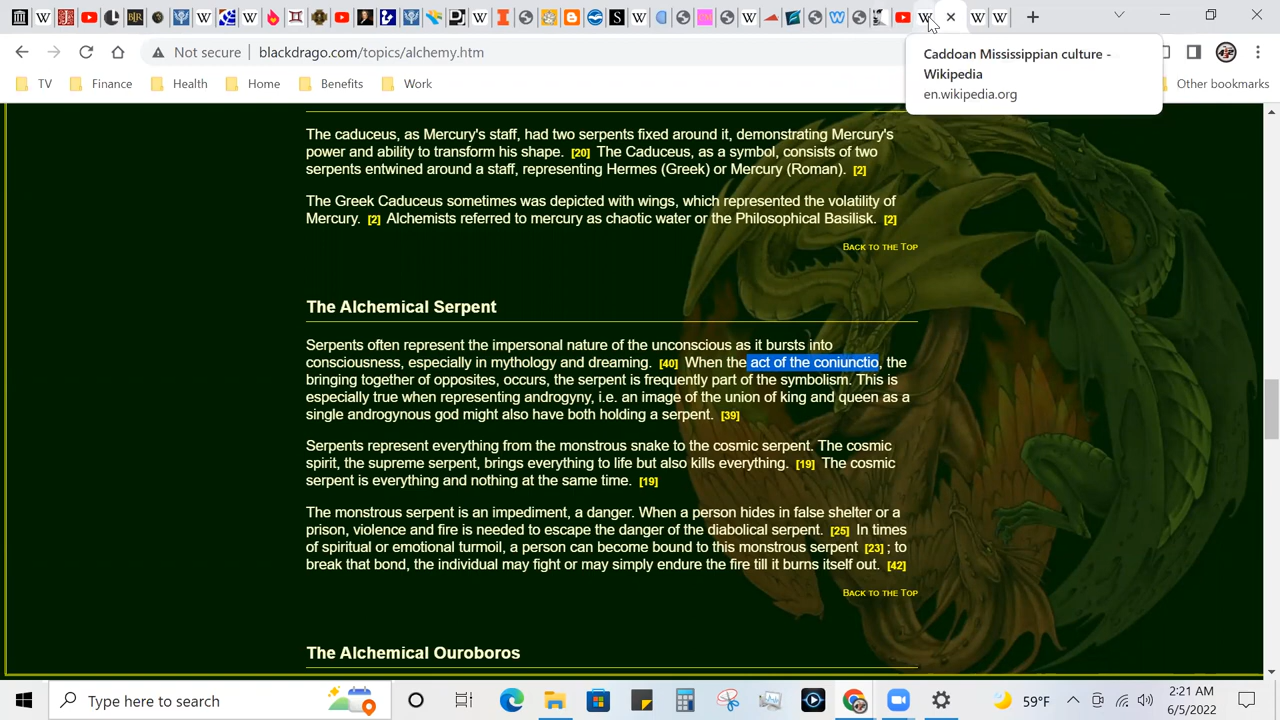 Not secure
blackdrago.com/topics/alchemy.htm
Caddoan Mississippian culture -
Wikipedia
en.wikipedia.org
TV
Finance
Health
Home
Benefits
Work
Other bookmarks
The caduceus, as Mercury's staff, had two serpents fixed around it, demonstrating Mercury's
power and ability to transform his shape. [20] The Caduceus, as a symbol, consists of two
serpents entwined around a staff, representing Hermes (Greek) or Mercury (Roman). [2]
The Greek Caduceus sometimes was depicted with wings, which represented the volatility of
Mercury. [2] Alchemists referred to mercury as chaotic water or the Philosophical Basilisk. [2]
BACK TO THE TOP
The Alchemical Serpent
Serpents often represent the impersonal nature of the unconscious as it bursts into
consciousness, especially in mythology and dreaming. [40] When the act of the coniunctio, the
bringing together of opposites, occurs, the serpent is frequently part of the symbolism. This is
especially true when representing androgyny, i.e. an image of the union of king and queen as a
single androgynous god might also have both holding a serpent. [39]
Serpents represent everything from the monstrous snake to the cosmic serpent. The cosmic
spirit, the supreme serpent, brings everything to life but also kills everything. [19] The cosmic
serpent is everything and nothing at the same time. [19]
The monstrous serpent is an impediment, a danger. When a person hides in false shelter or a
prison, violence and fire is needed to escape the danger of the diabolical serpent. [25] In times
of spiritual or emotional turmoil, a person can become bound to this monstrous serpent [23] ; to
break that bond, the individual may fight or may simply endure the fire till it burns itself out. [42]
BACK TO THE TOP
The Alchemical Ouroboros
Type here to search
59°F
2:21 AM
6/5/2022